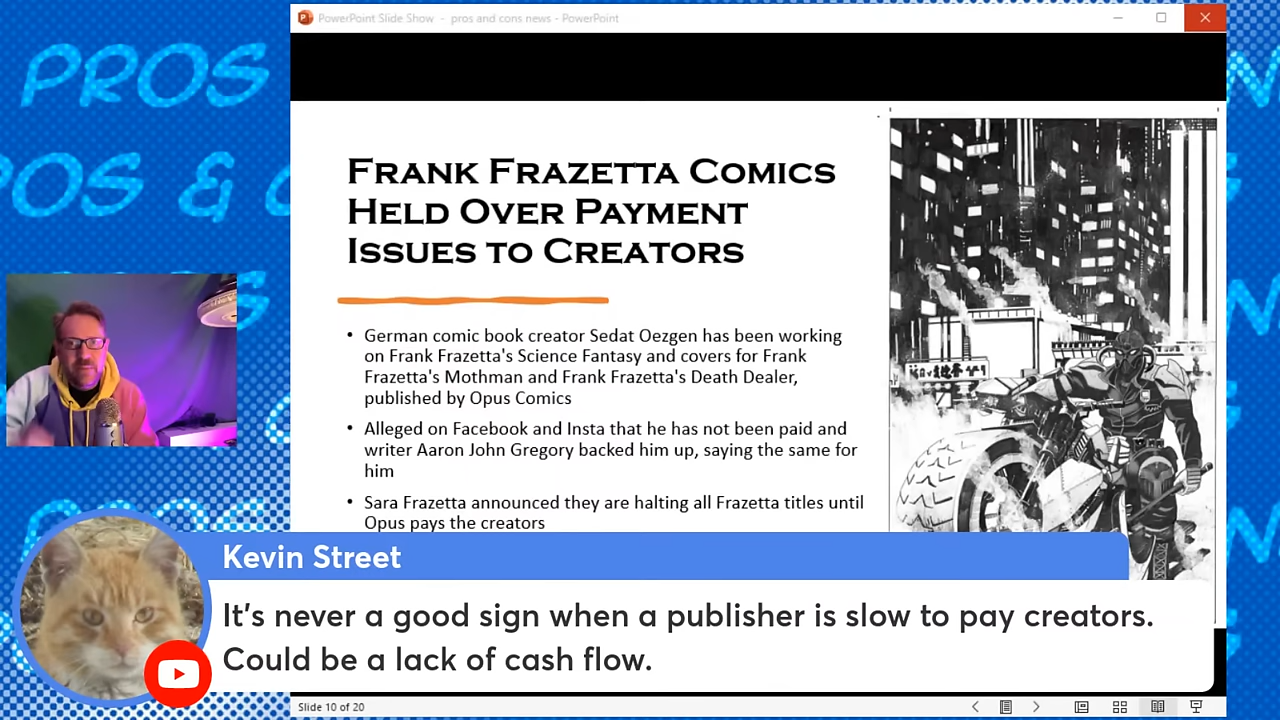 PowerPoint Slide Show - pros and cons news - PowerPoint
PROS
OS & C
FRANK FRAZETTA COMICS
HELD OVER PAYMENT
ISSUES TO CREATORS
• German comic book creator Sedat Oezgen has been working
on Frank Frazetta's Science Fantasy and covers for Frank
Frazetta's Mothman and Frank Frazetta's Death Dealer,
published by Opus Comics
• Alleged on Facebook and Insta that he has not been paid and
writer Aaron John Gregory backed him up, saying the same for
him
• Sara Frazetta announced they are halting all Frazetta titles until
Opus pays the creators
Kevin Street
It's never a good sign when a publisher is slow to pay creators.
Could be a lack of cash flow.
Slide 10 of 20